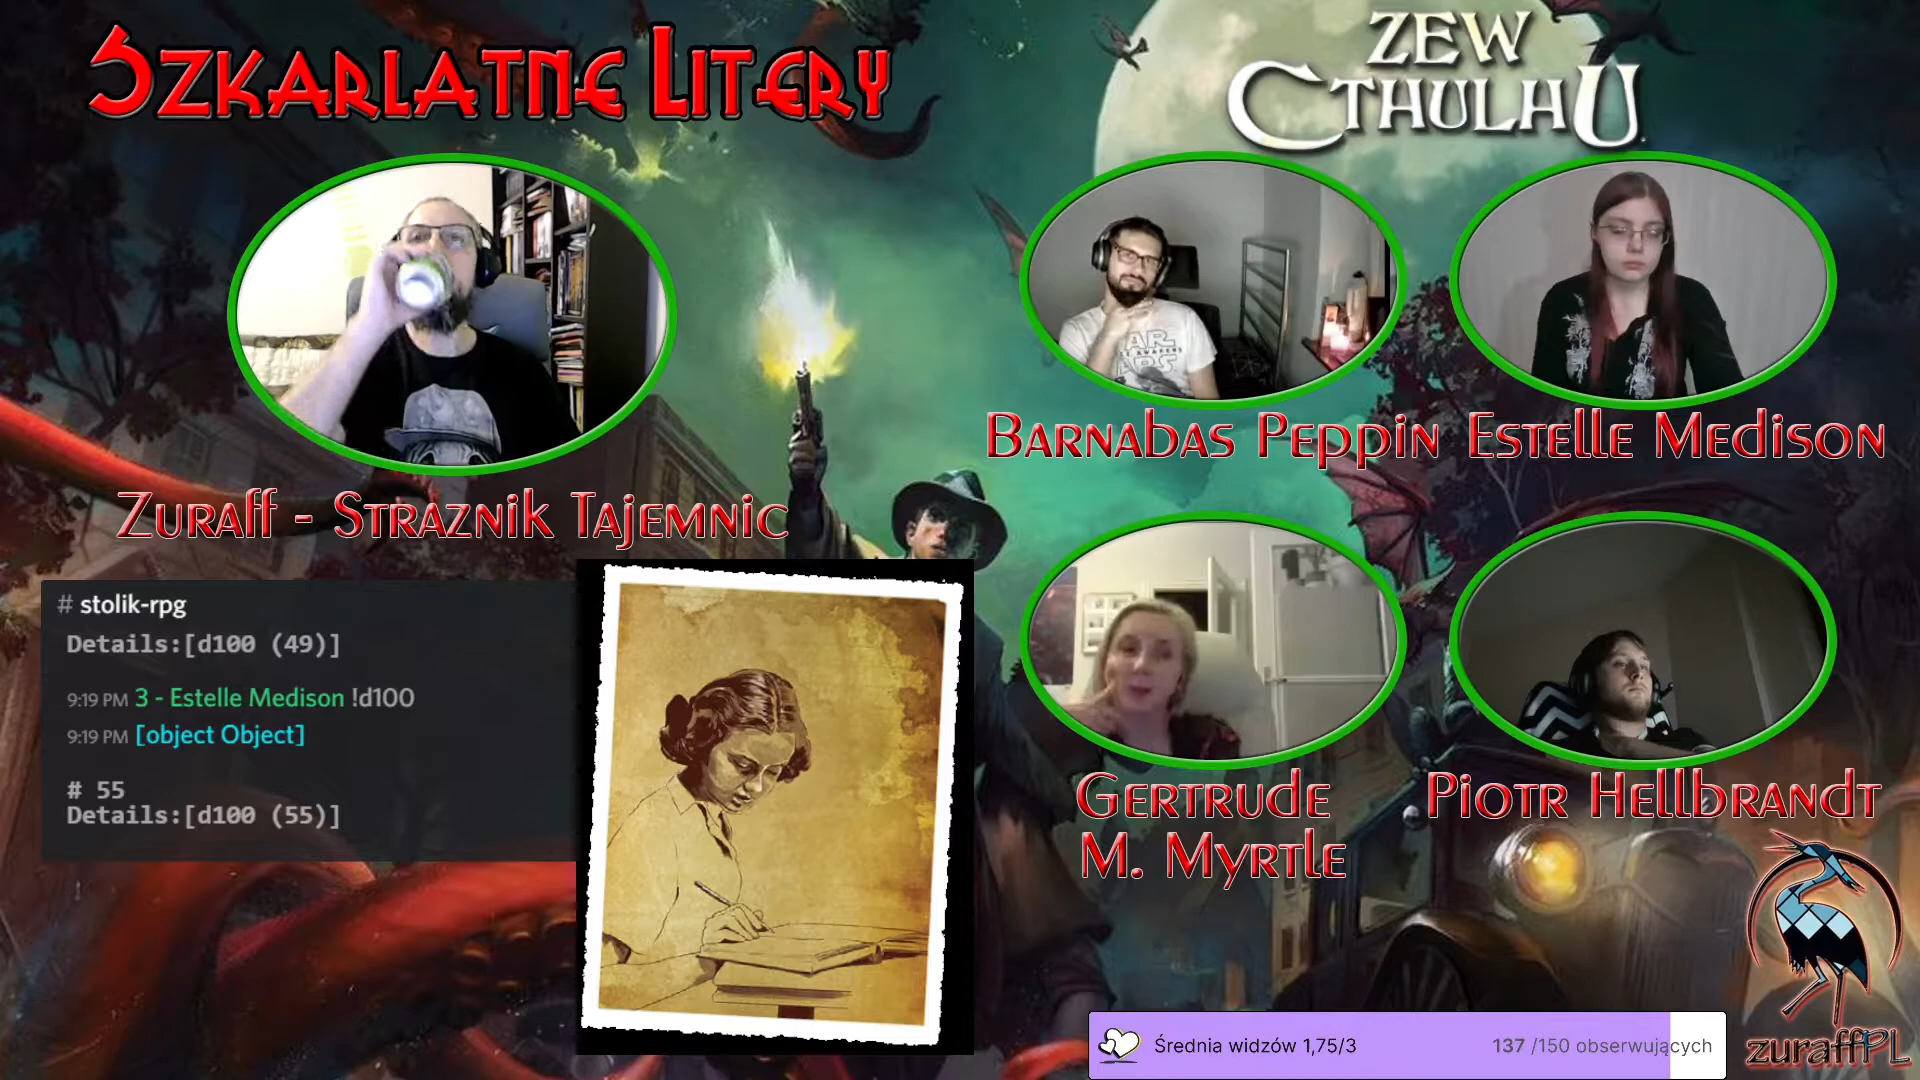 Szkarlatne Litery
Zew
Cthulhu
Barnabas Peppin
Estelle Medison
Zuraff - Straznik Tajemnic
# stolik-rpg
Details:[d100 (49)]
9:19 PM 3 - Estelle Medison !d100
9:19 PM [object Object]
# 55
Details:[d100 (55)]
Gertrude
M. Myrtle
Piotr Hellbrandt
Średnia widzów 1,75/3
137 /150 obserwujących
zuraffPL